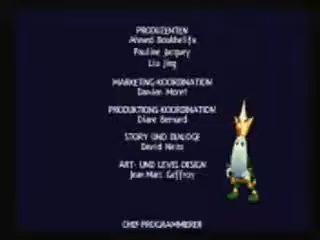 PRODUZENTEN
Ahmed Boukhelifa
Pauline Jacquey
Liu Jing
MARKETING-KOORDINATION
Damien Moret
PRODUKTIONS-KOORDINATION
Diane Bernard
STORY UND DIALOGE
David Neiss
ART- UND LEVEL-DESIGN
Jean-Marc Geffroy
CHEF-PROGRAMMIERER